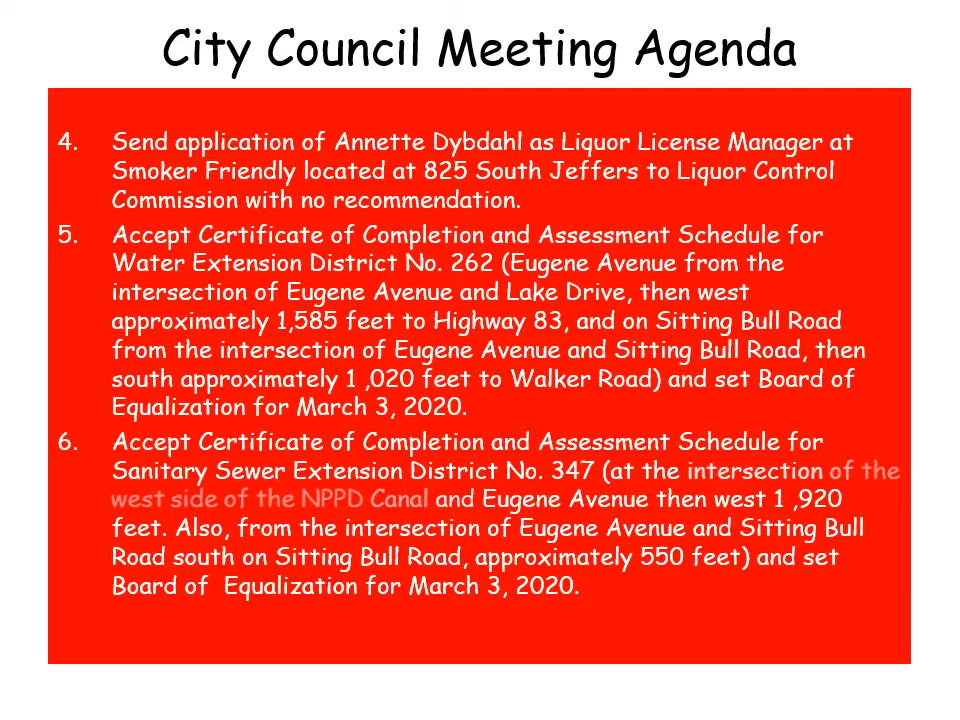 City Council Meeting Agenda
4. Send application of Annette Dybdahl as Liquor License Manager at
Smoker Friendly located at 825 South Jeffers to Liquor Control
Commission with no recommendation.
5. Accept Certificate of Completion and Assessment Schedule for
Water Extension District No. 262 (Eugene Avenue from the
intersection of Eugene Avenue and Lake Drive, then west
approximately 1,585 feet to Highway 83, and on Sitting Bull Road
from the intersection of Eugene Avenue and Sitting Bull Road, then
south approximately 1 ,020 feet to Walker Road) and set Board of
Equalization for March 3, 2020.
6. Accept Certificate of Completion and Assessment Schedule for
Sanitary Sewer Extension District No. 347 (at the intersection of the
west side of the NPPD Canal and Eugene Avenue then west 1 ,920
feet. Also, from the intersection of Eugene Avenue and Sitting Bull
Road south on Sitting Bull Road, approximately 550 feet) and set
Board of  Equalization for March 3, 2020.